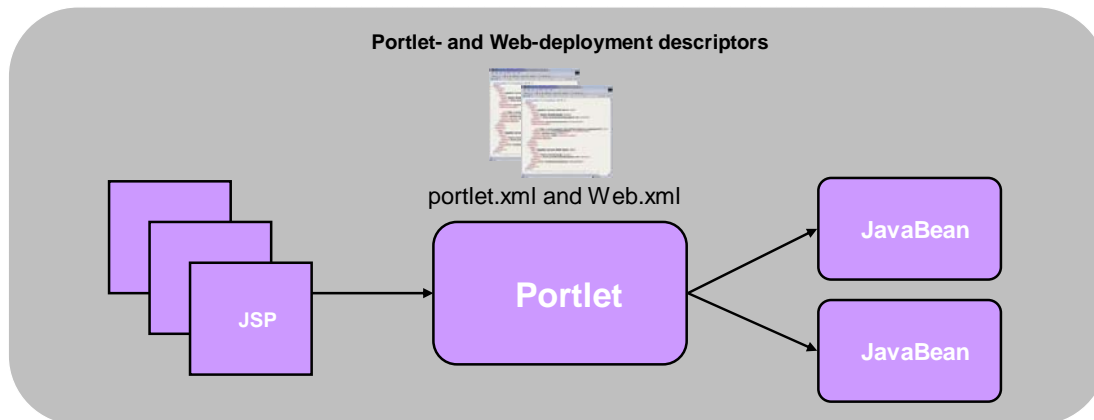 Portlet- and Web-deployment descriptors
portlet.xml and Web.xml
JavaBean
Portlet
JSP
JavaBean